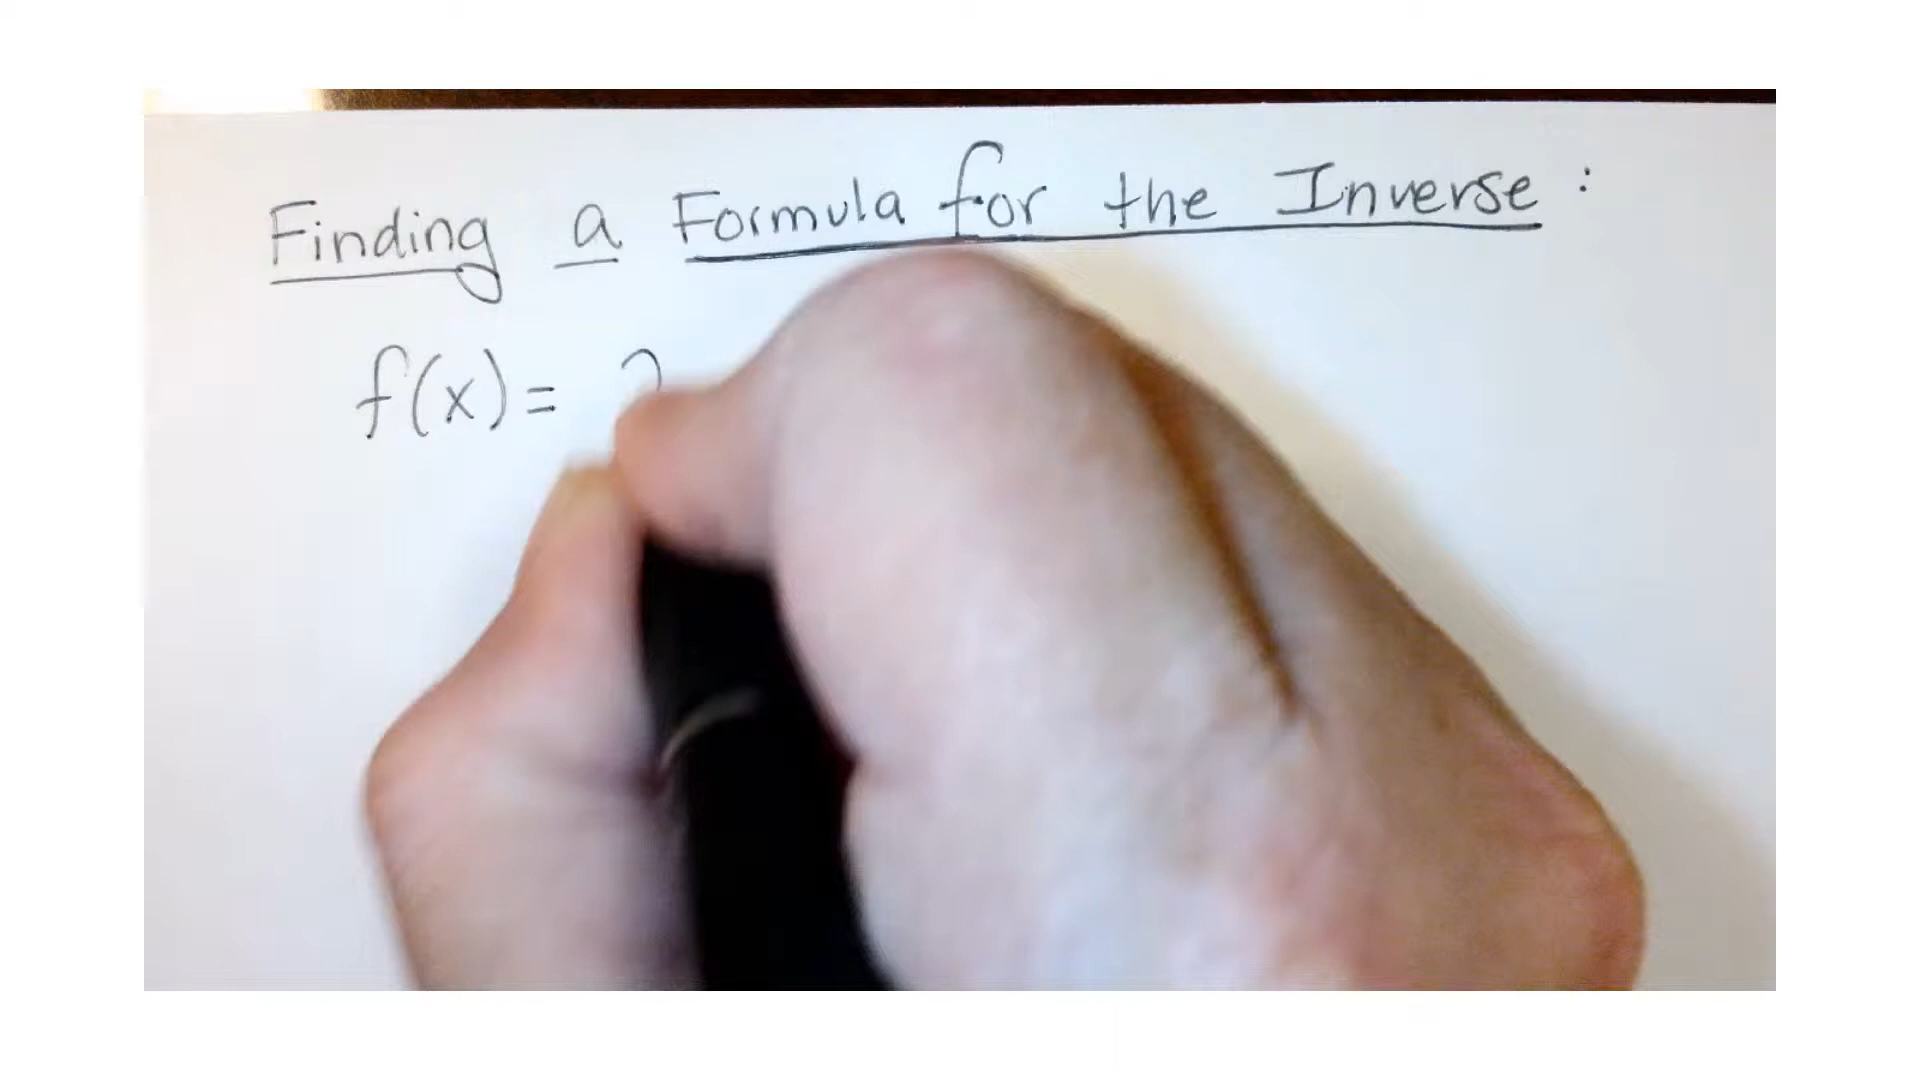 Finding a Formula for the Inverse :
f(x) =